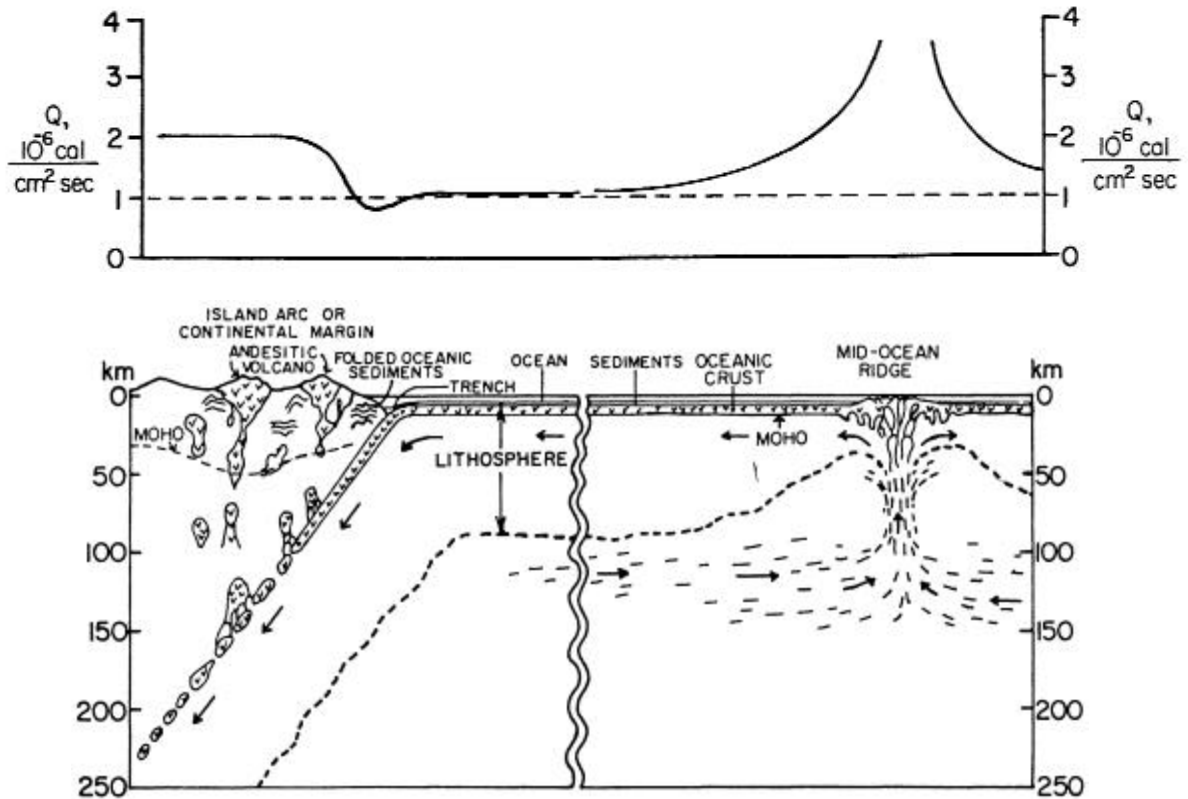 4
3
2
1
0
Q,
10⁻⁶ cal
cm² sec
4
3
2
1
0
Q,
10⁻⁶ cal
cm² sec
ISLAND ARC OR
CONTINENTAL MARGIN
ANDESITIC
VOLCANO
FOLDED OCEANIC
SEDIMENTS
TRENCH
OCEAN
SEDIMENTS
OCEANIC
CRUST
MID-OCEAN
RIDGE
km
0
50
100
150
200
250
MOHO
LITHOSPHERE
MOHO
km
0
50
100
150
200
250